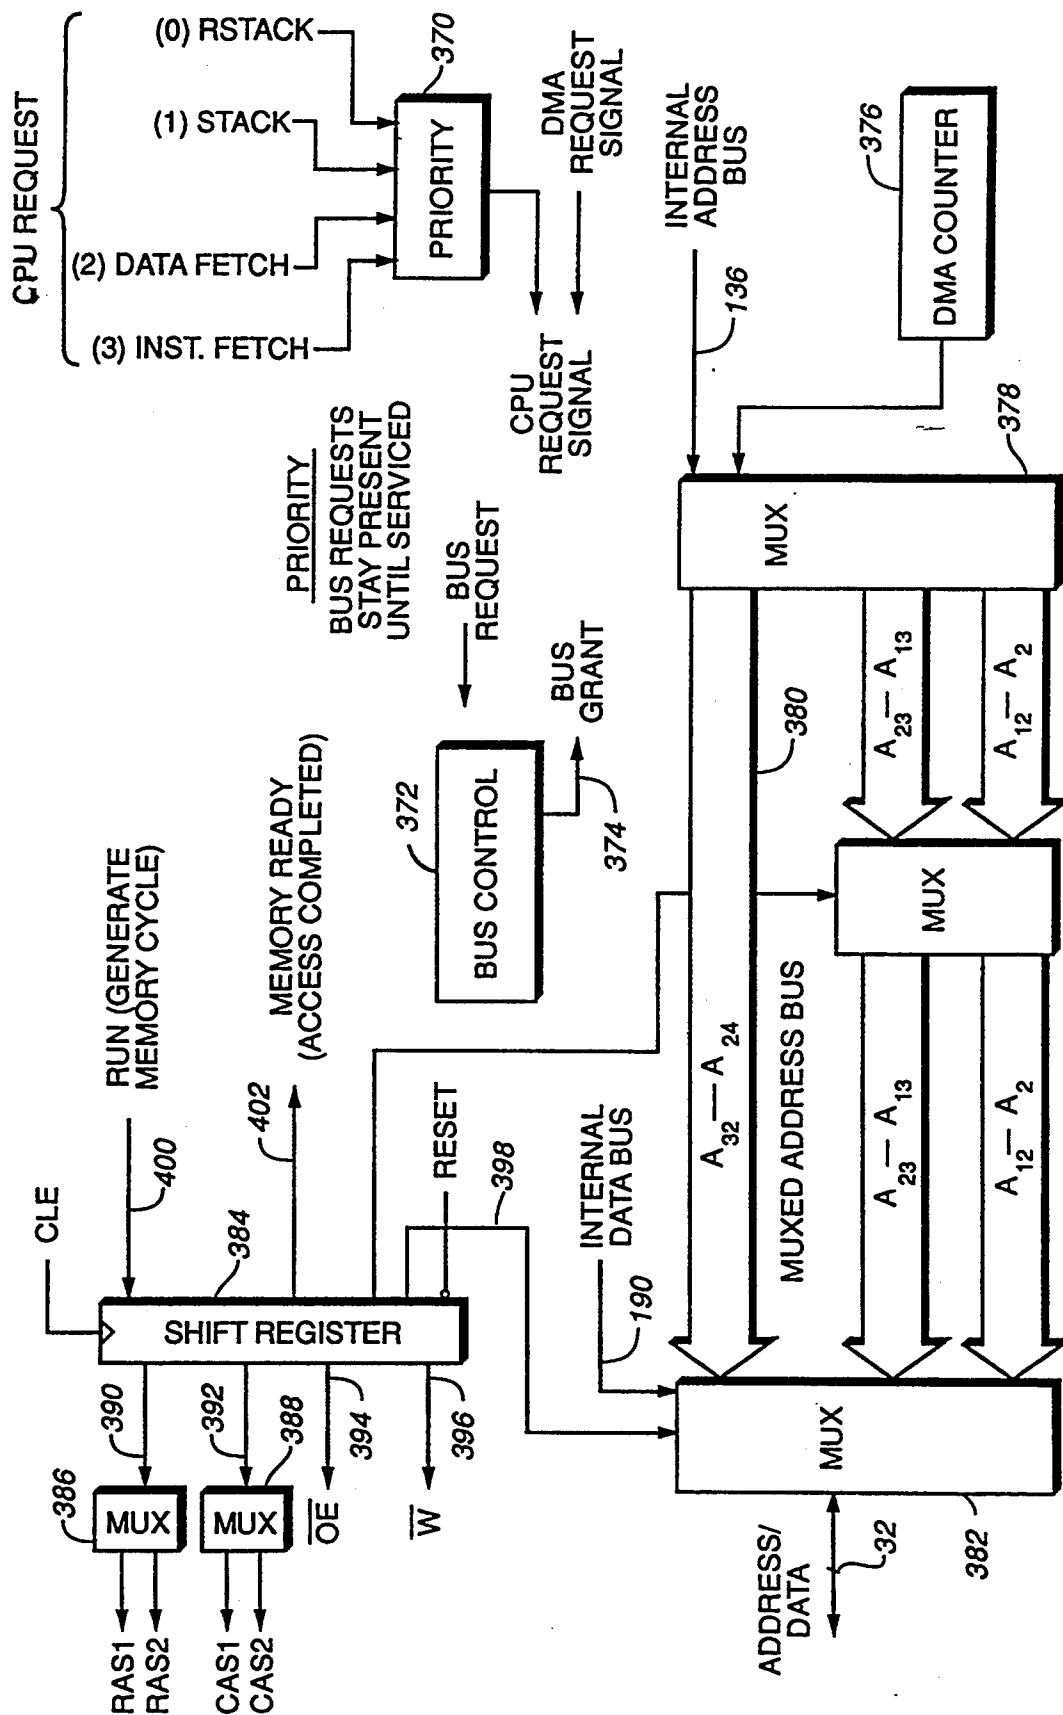 CPU REQUEST
(0) RSTACK
(1) STACK
(2) DATA FETCH
(3) INST. FETCH
370
PRIORITY
DMA
REQUEST
SIGNAL
CPU
REQUEST
SIGNAL
PRIORITY
BUS REQUESTS
STAY PRESENT
UNTIL SERVICED
BUS
REQUEST
372
BUS CONTROL
BUS
GRANT
374
CLE
RUN (GENERATE
MEMORY CYCLE)
400
384
SHIFT REGISTER
402
MEMORY READY
(ACCESS COMPLETED)
RESET
398
390
392
394
396
386
MUX
388
MUX
RAS1
RAS2
CAS1
CAS2
OE
W
INTERNAL
ADDRESS
BUS
136
376
DMA COUNTER
378
MUX
A32 — A24
380
A23 — A13
A12 — A2
MUX
MUXED ADDRESS BUS
A23 — A13
A12 — A2
INTERNAL
DATA BUS
190
MUX
382
ADDRESS/
DATA
32